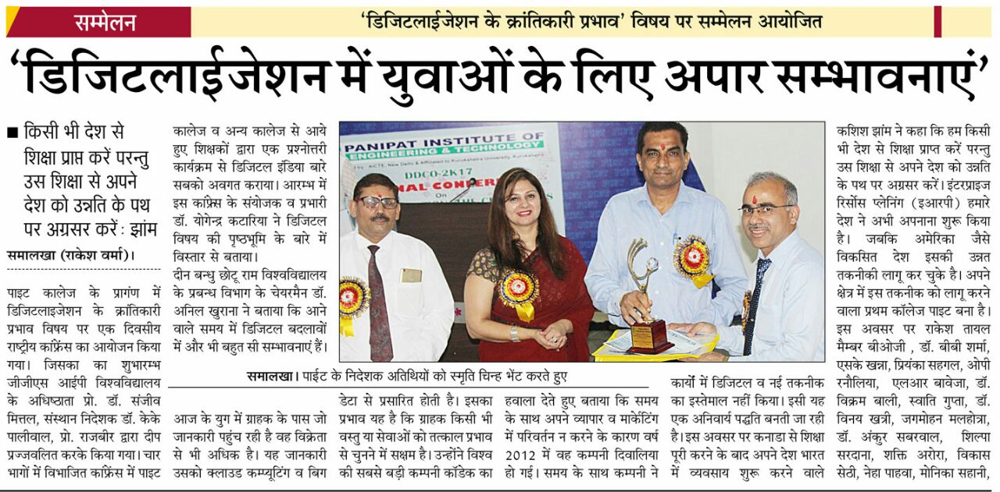 सम्मेलन
‘डिजिटलाईजेशन के क्रांतिकारी प्रभाव’ विषय पर सम्मेलन आयोजित
‘डिजिटलाईजेशन में युवाओं के लिए अपार सम्भावनाएं’
■ किसी भी देश से
शिक्षा प्राप्त करें परन्तु
उस शिक्षा से अपने
देश को उन्नति के पथ
पर अग्रसर करें : झांम
समालखा (राकेश वर्मा)।
पाइट कालेज के प्रागंण में
डिजिटलाइजेशन के क्रांतिकारी
प्रभाव विषय पर एक दिवसीय
राष्ट्रीय कांफ्रेंस का आयोजन किया
गया। जिसका का शुभारम्भ
जीजीएस आईपी विश्वविद्यालय
के अधिष्ठाता प्रो. डॉ. संजीव
मित्तल, संस्थान निदेशक डॉ. केके
पालीवाल, प्रो. राजबीर द्वारा दीप
प्रज्जवलित करके किया गया। चार
भागों में विभाजित कांफ्रेंस में पाइट
कालेज व अन्य कालेज से आये
हुए शिक्षकों द्वारा एक प्रश्नोत्तरी
कार्यक्रम से डिजिटल इंडिया बारे
सबको अवगत कराया। आरम्भ में
इस कांफ्रेंस के संयोजक व प्रभारी
डॉ. योगेन्द्र कटारिया ने डिजिटल
विषय की पृष्ठभूमि के बारे में
विस्तार से बताया।
दीन बन्धु छोटू राम विश्वविद्यालय
के प्रबन्ध विभाग के चेयरमैन डॉ.
अनिल खुराना ने बताया कि आने
वाले समय में डिजिटल बदलावों
में और भी बहुत सी सम्भावनाएं हैं।
PANIPAT INSTITUTE OF
ENGINEERING & TECHNOLOGY
by AICTE, New Delhi & Affiliated to Kurukshetra University, Kurukshetra
DDCO-2K17
NAL CONFER
On
समालखा। पाईट के निदेशक अतिथियों को स्मृति चिन्ह भेंट करते हुए
आज के युग में ग्राहक के पास जो
जानकारी पहुंच रही है वह विक्रेता
से भी अधिक है। यह जानकारी
उसको क्लाउड कम्प्यूटिंग व बिग
डेटा से प्रसारित होती है। इसका
प्रभाव यह है कि ग्राहक किसी भी
वस्तु या सेवाओं को तत्काल प्रभाव
से चुनने में सक्षम है। उन्होंने विश्व
की सबसे बड़ी कम्पनी कॉडेक का
हवाला देते हुए बताया कि समय
के साथ अपने व्यापार व मार्केटिंग
में परिवर्तन न करने के कारण वर्ष
2012 में वह कम्पनी दिवालिया
हो गई। समय के साथ कम्पनी ने
कार्यों में डिजिटल व नई तकनीक
का इस्तेमाल नहीं किया। इसी यह
एक अनिवार्य पद्धति बनती जा रही
है। इस अवसर पर कनाडा से शिक्षा
पूरी करने के बाद अपने देश भारत
में व्यवसाय शुरू करने वाले
कशिश झांम ने कहा कि हम किसी
भी देश से शिक्षा प्राप्त करें परन्तु
उस शिक्षा से अपने देश को उन्नति
के पथ पर अग्रसर करें। इंटरप्राइज
रिसोंस प्लेनिंग (इआरपी) हमारे
देश ने अभी अपनाना शुरू किया
है। जबकि अमेरिका जैसे
विकसित देश इसकी उन्नत
तकनीकी लागू कर चुके है। अपने
क्षेत्र में इस तकनीक को लागू करने
वाला प्रथम कॉलेज पाइट बना है।
इस अवसर पर राकेश तायल
मैम्बर बीओजी , डॉ. बीबी शर्मा,
एसके खन्ना, प्रियंका सहगल, ओपी
रनौलिया, एलआर बावेजा, डॉ.
विक्रम बाली, स्वाति गुप्ता, डॉ.
विनय खत्री, जगमोहन मलहोत्रा,
डॉ. अंकुर सबरवाल, शिल्पा
सरदाना, शक्ति अरोरा, विकास
सेठी, नेहा पाहवा, मोनिका सहानी,